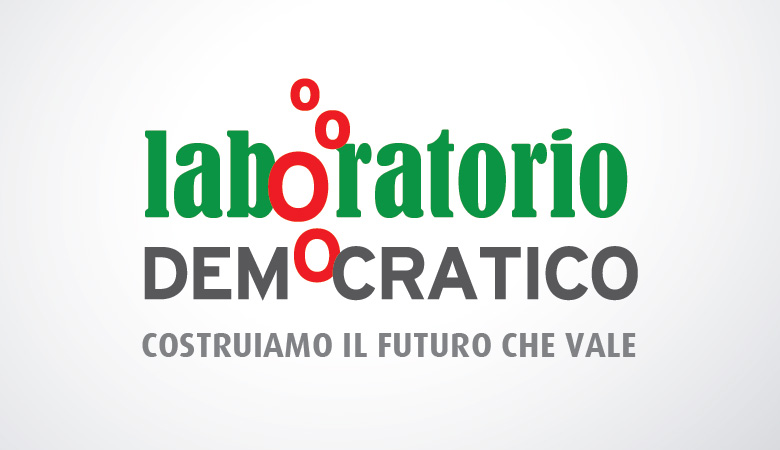 laboratorio
DEMOCRATICO
COSTRUIAMO IL FUTURO CHE VALE